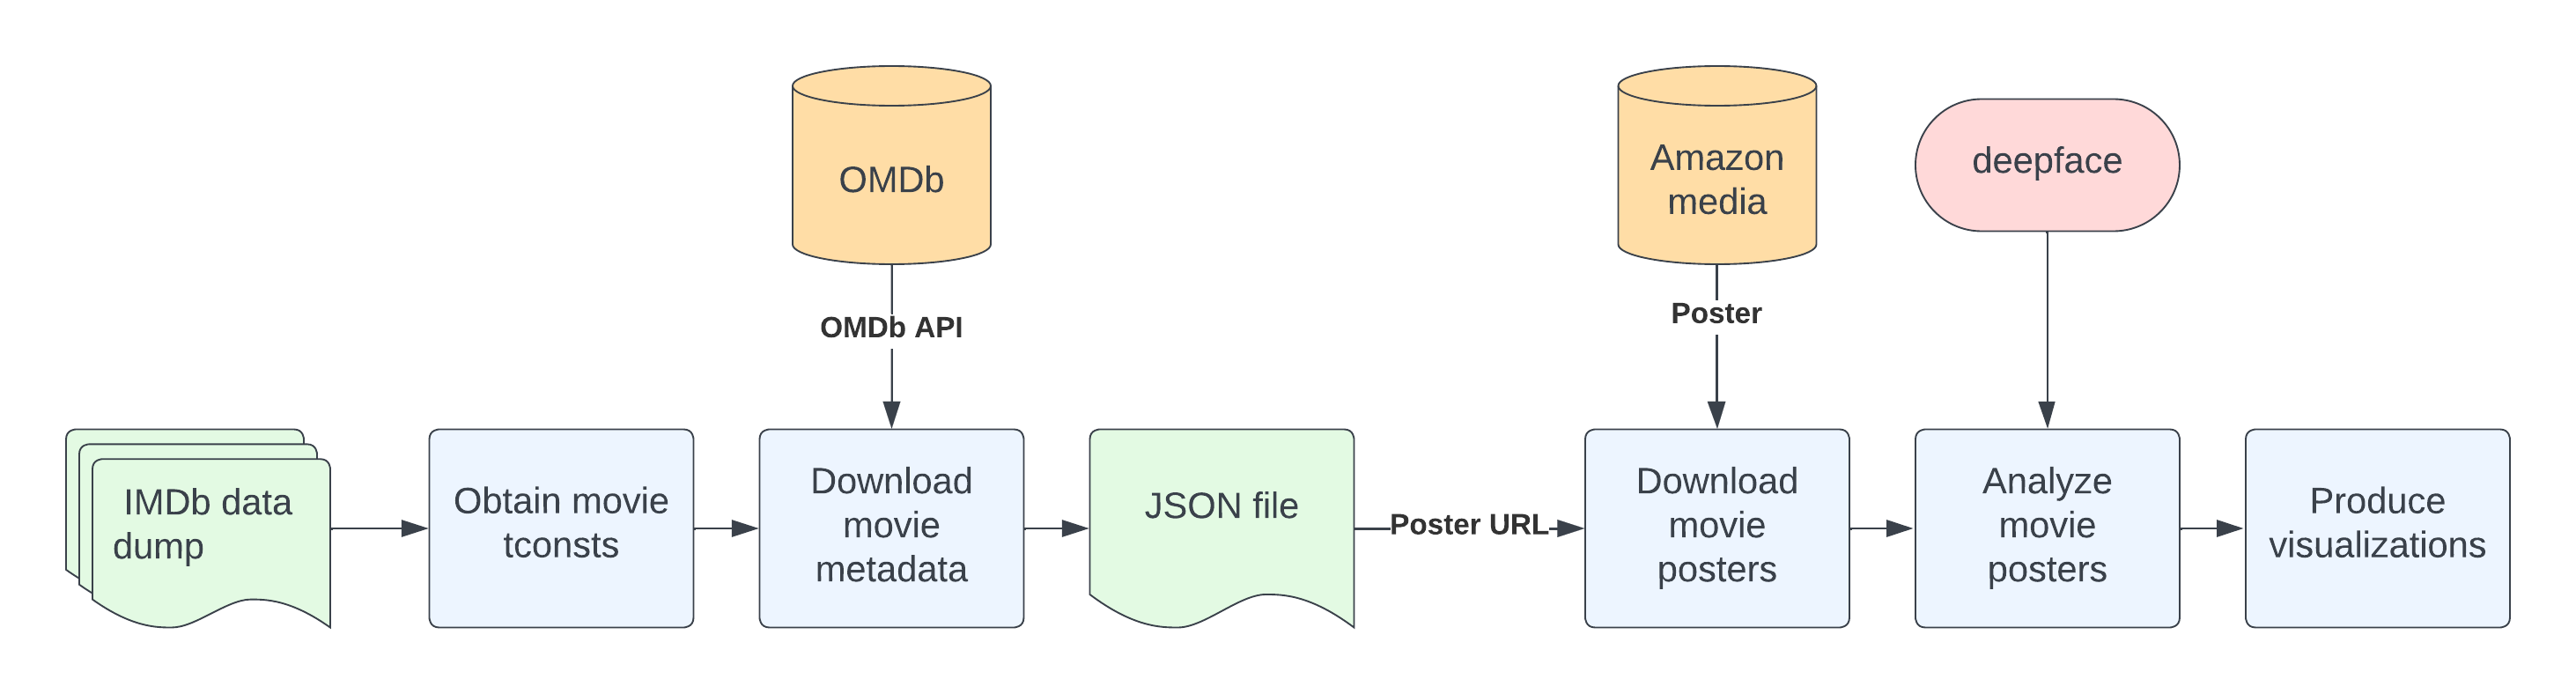 OMDb
Amazon
media
deepface
OMDb API
Poster
IMDb data
dump
Obtain movie
tconsts
Download
movie
metadata
JSON file
Poster URL
Download
movie
posters
Analyze
movie
posters
Produce
visualizations